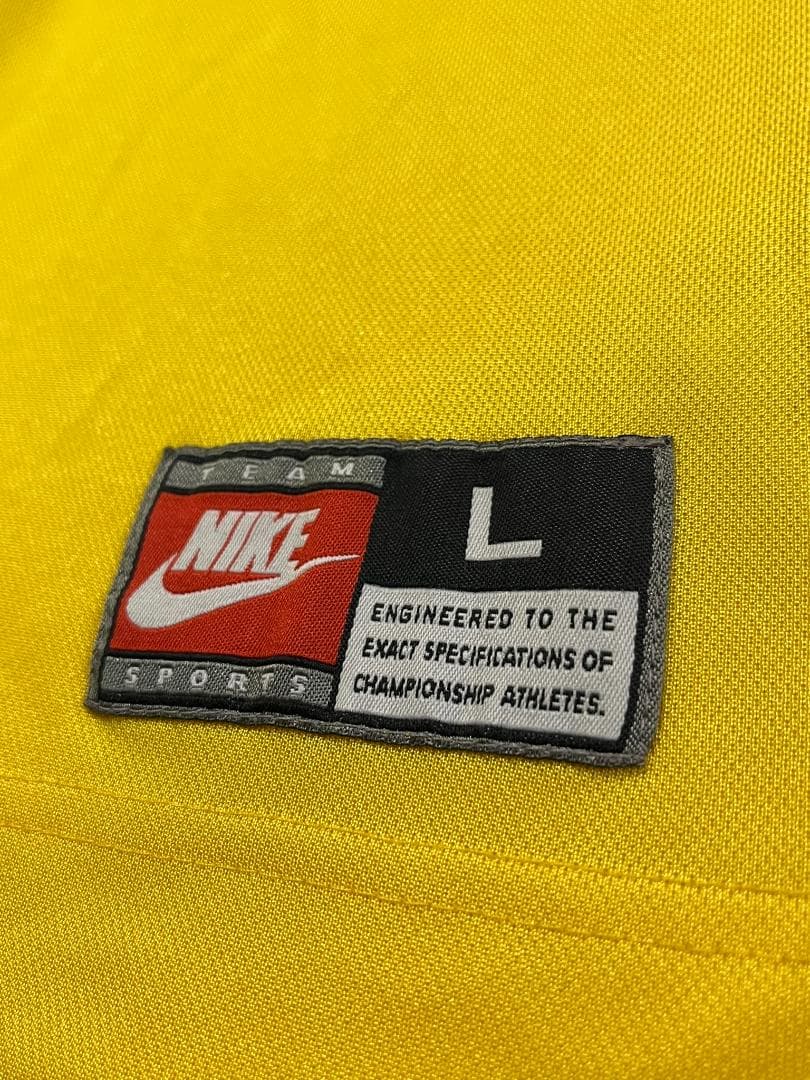 TEAM
NIKE
SPORTS
L
ENGINEERED TO THE
EXACT SPECIFICATIONS OF
CHAMPIONSHIP ATHLETES.